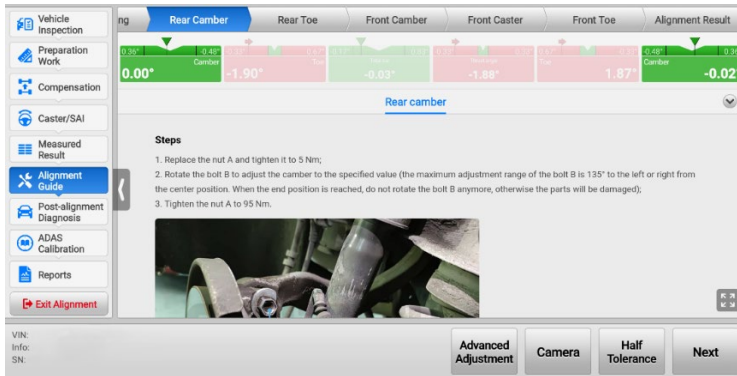 Vehicle
Inspection
Preparation
Work
Compensation
Caster/SAI
Measured
Result
Alignment
Guide
Post-alignment
Diagnosis
ADAS
Calibration
Reports
Exit Alignment
ng
Rear Camber
Rear Toe
Front Camber
Front Caster
Front Toe
Alignment Result
0.36°
-0.48°
Camber
0.00°
Toe
-1.90°
-0.03°
-1.88°
Toe
1.87°
-0.48°
0.36
Camber
-0.02
Rear camber
Steps
1. Replace the nut A and tighten it to 5 Nm;
2. Rotate the bolt B to adjust the camber to the specified value (the maximum adjustment range of the bolt B is 135° to the left or right from
the center position. When the end position is reached, do not rotate the bolt B anymore, otherwise the parts will be damaged);
3. Tighten the nut A to 95 Nm.
VIN:
Info:
SN:
Advanced
Adjustment
Camera
Half
Tolerance
Next